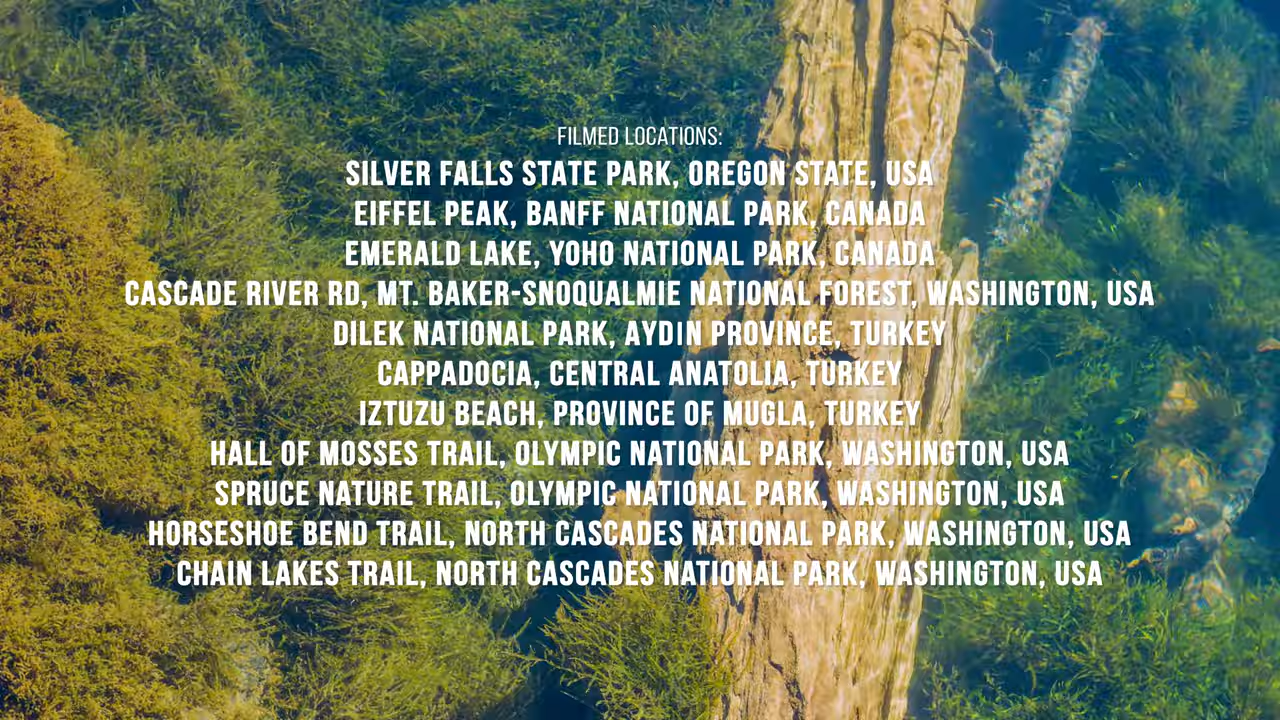 FILMED LOCATIONS:
SILVER FALLS STATE PARK, OREGON STATE, USA
EIFFEL PEAK, BANFF NATIONAL PARK, CANADA
EMERALD LAKE, YOHO NATIONAL PARK, CANADA
CASCADE RIVER RD, MT. BAKER-SNOQUALMIE NATIONAL FOREST, WASHINGTON, USA
DILEK NATIONAL PARK, AYDIN PROVINCE, TURKEY
CAPPADOCIA, CENTRAL ANATOLIA, TURKEY
IZTUZU BEACH, PROVINCE OF MUGLA, TURKEY
HALL OF MOSSES TRAIL, OLYMPIC NATIONAL PARK, WASHINGTON, USA
SPRUCE NATURE TRAIL, OLYMPIC NATIONAL PARK, WASHINGTON, USA
HORSESHOE BEND TRAIL, NORTH CASCADES NATIONAL PARK, WASHINGTON, USA
CHAIN LAKES TRAIL, NORTH CASCADES NATIONAL PARK, WASHINGTON, USA